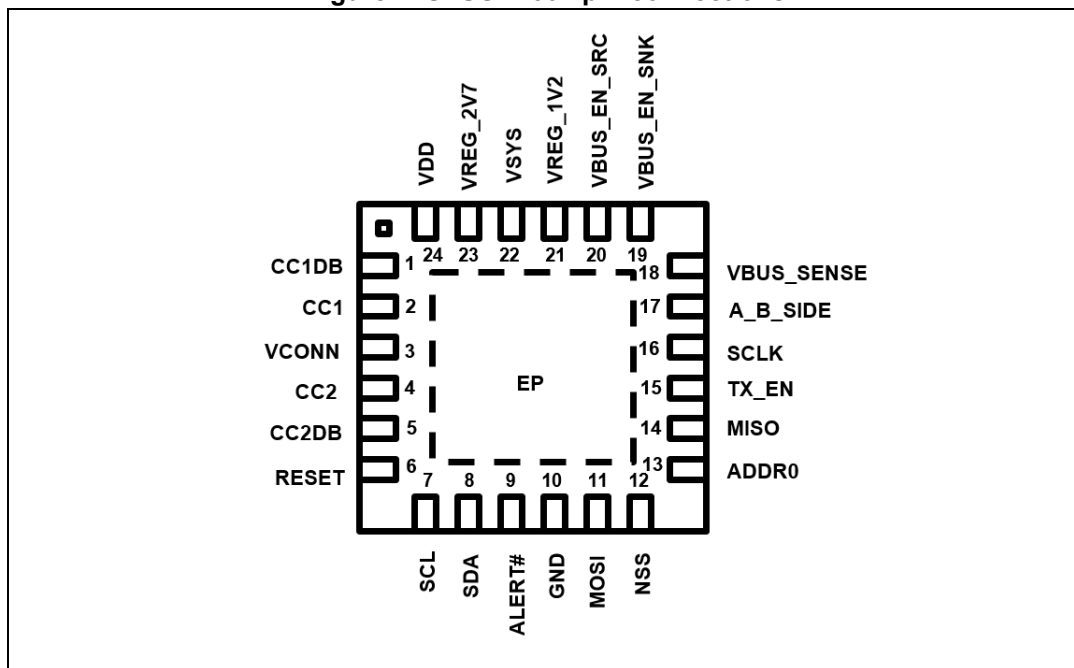 VDD
VREG_2V7
VSYS
VREG_1V2
VBUS_EN_SRC
VBUS_EN_SNK
24
23
22
21
20
19
CC1DB
1
CC1
2
VCONN
3
CC2
4
CC2DB
5
RESET
6
EP
18
VBUS_SENSE
17
A_B_SIDE
16
SCLK
15
TX_EN
14
MISO
13
ADDR0
7
8
9
10
11
12
SCL
SDA
ALERT#
GND
MOSI
NSS